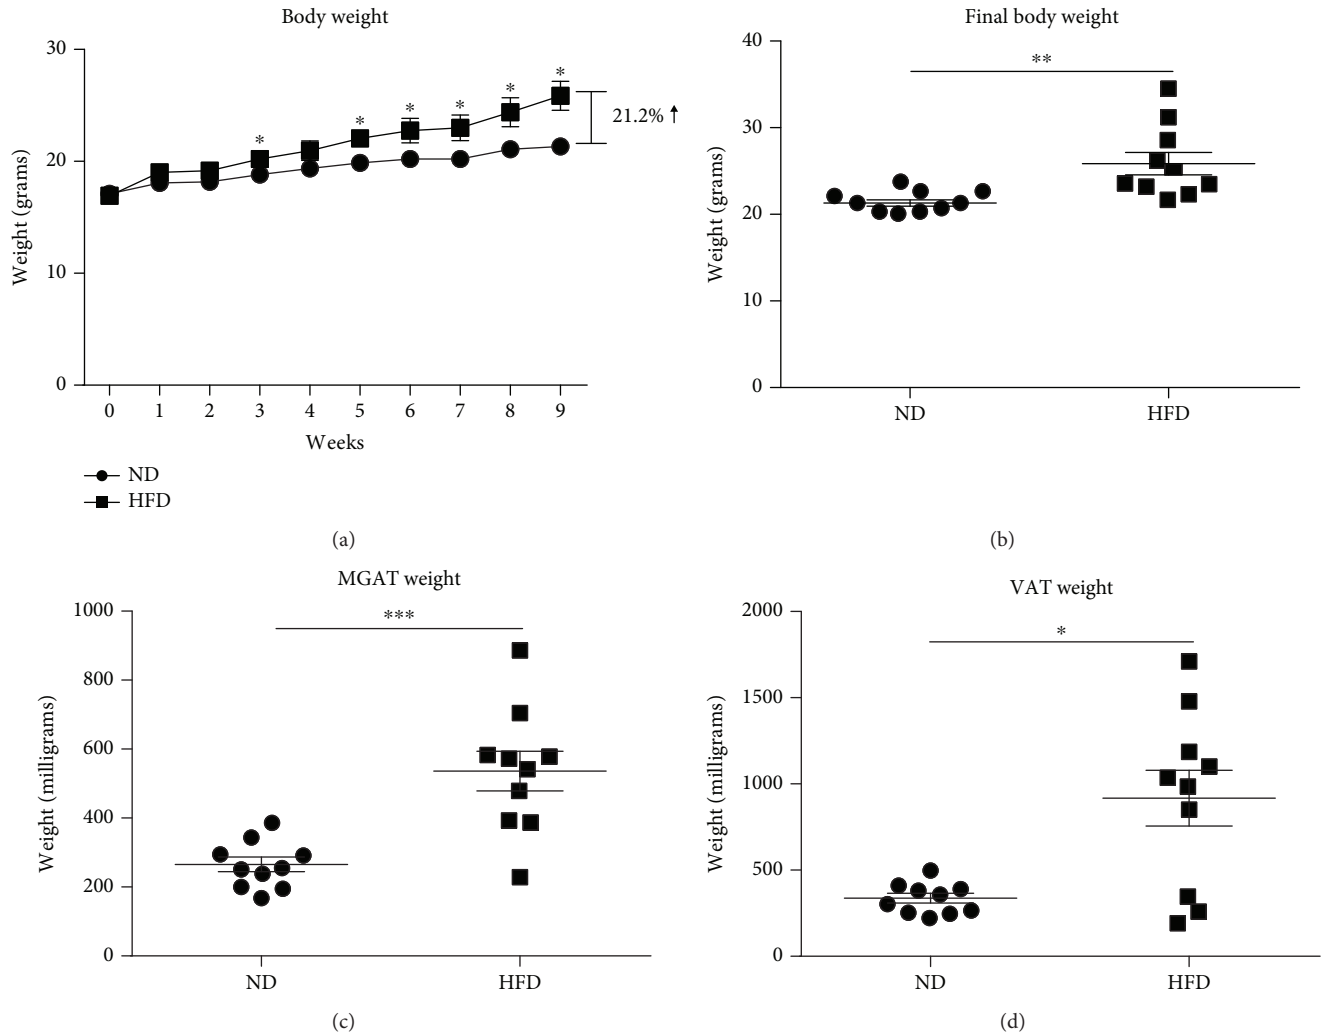 Body weight
30
20
10
0
Weight (grams)
* * * * * *
21.2%
0 1 2 3 4 5 6 7 8 9
Weeks
ND
HFD
(a)
Final body weight
40
30
20
10
0
Weight (grams)
**
ND HFD
(b)
MGAT weight
1000
800
600
400
200
0
Weight (milligrams)
***
ND HFD
(c)
VAT weight
2000
1500
1000
500
0
Weight (milligrams)
*
ND HFD
(d)